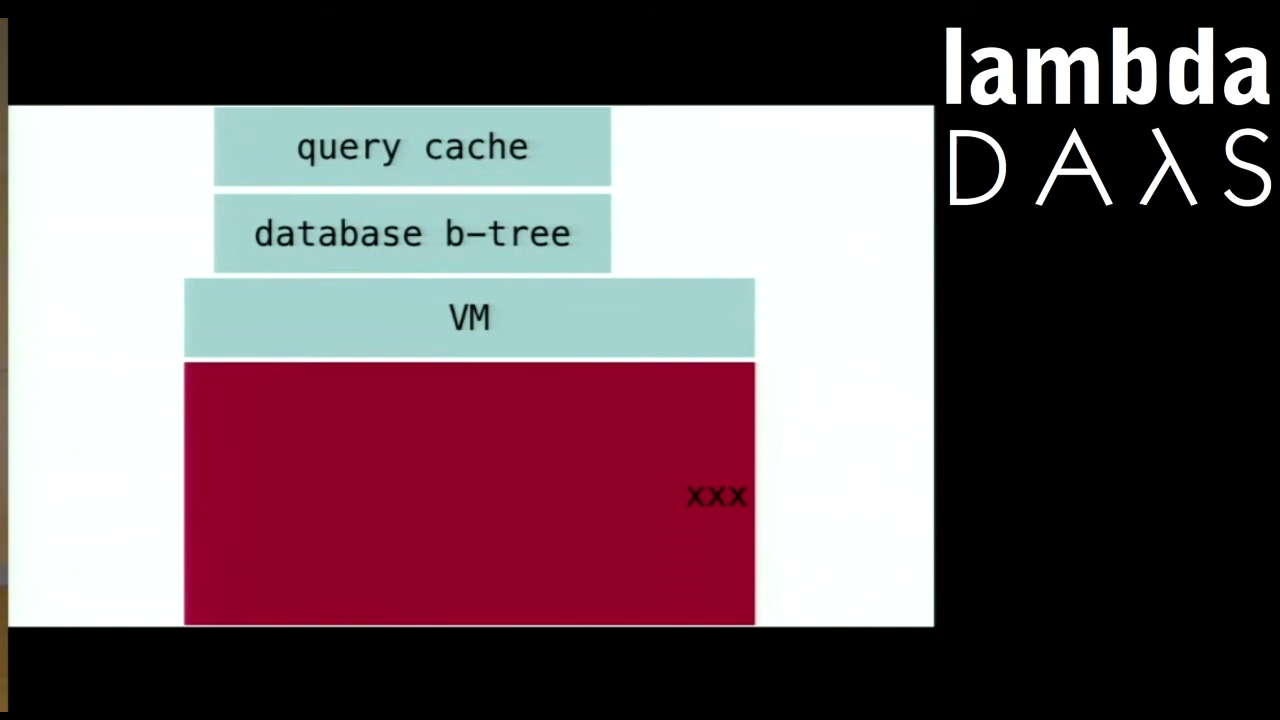 query cache
database b-tree
VM
xxx
lambda
DAλS